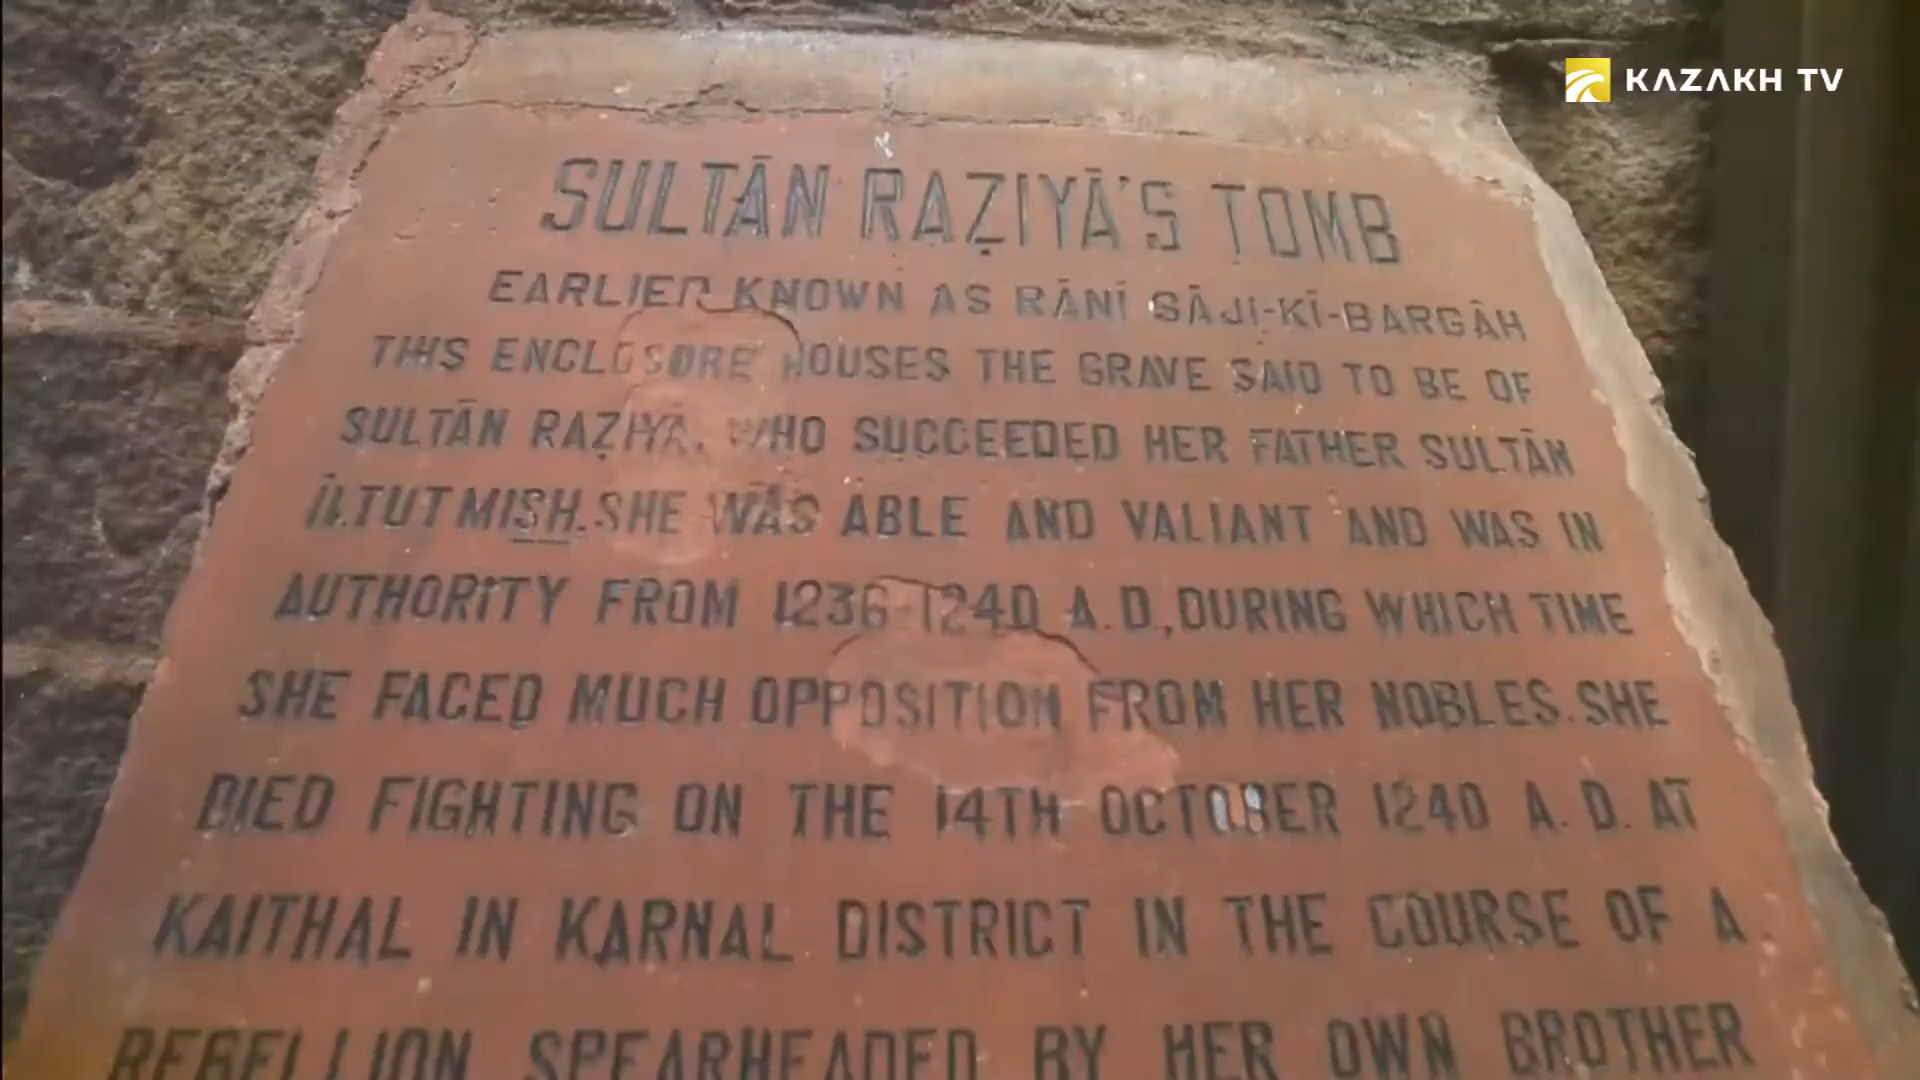 KAZAKH TV
SULTĀN RAẒIYĀ'S ṬOMB
EARLIER KNOWN AS RĀNĪ SĀJI-KĪ-BARGĀH
THIS ENCLOSORE HOUSES THE GRAVE SAID TO BE OF
SULTĀN RAẒIYĀ, WHO SUCCEEDED HER FATHER SULTĀN
ĪLTUTMISH. SHE WAS ABLE AND VALIANT AND WAS IN
AUTHORITY FROM 1236-1240 A.D., DURING WHICH TIME
SHE FACED MUCH OPPOSITION FROM HER NOBLES. SHE
DIED FIGHTING ON THE 14TH OCTOBER 1240 A.D. AT
KAITHAL IN KARNAL DISTRICT IN THE COURSE OF A
REBELLION SPEARHEADED BY HER OWN BROTHER